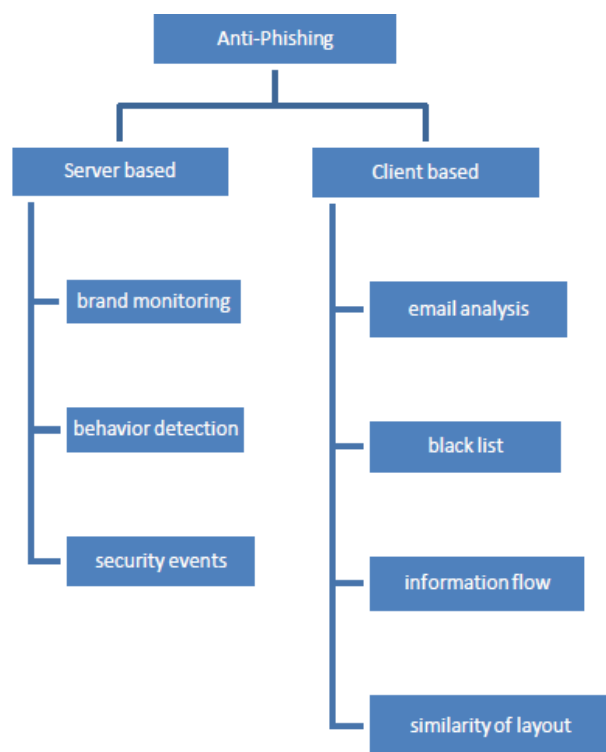 Anti-Phishing
Server based
brand monitoring
behavior detection
security events
Client based
email analysis
black list
information flow
similarity of layout